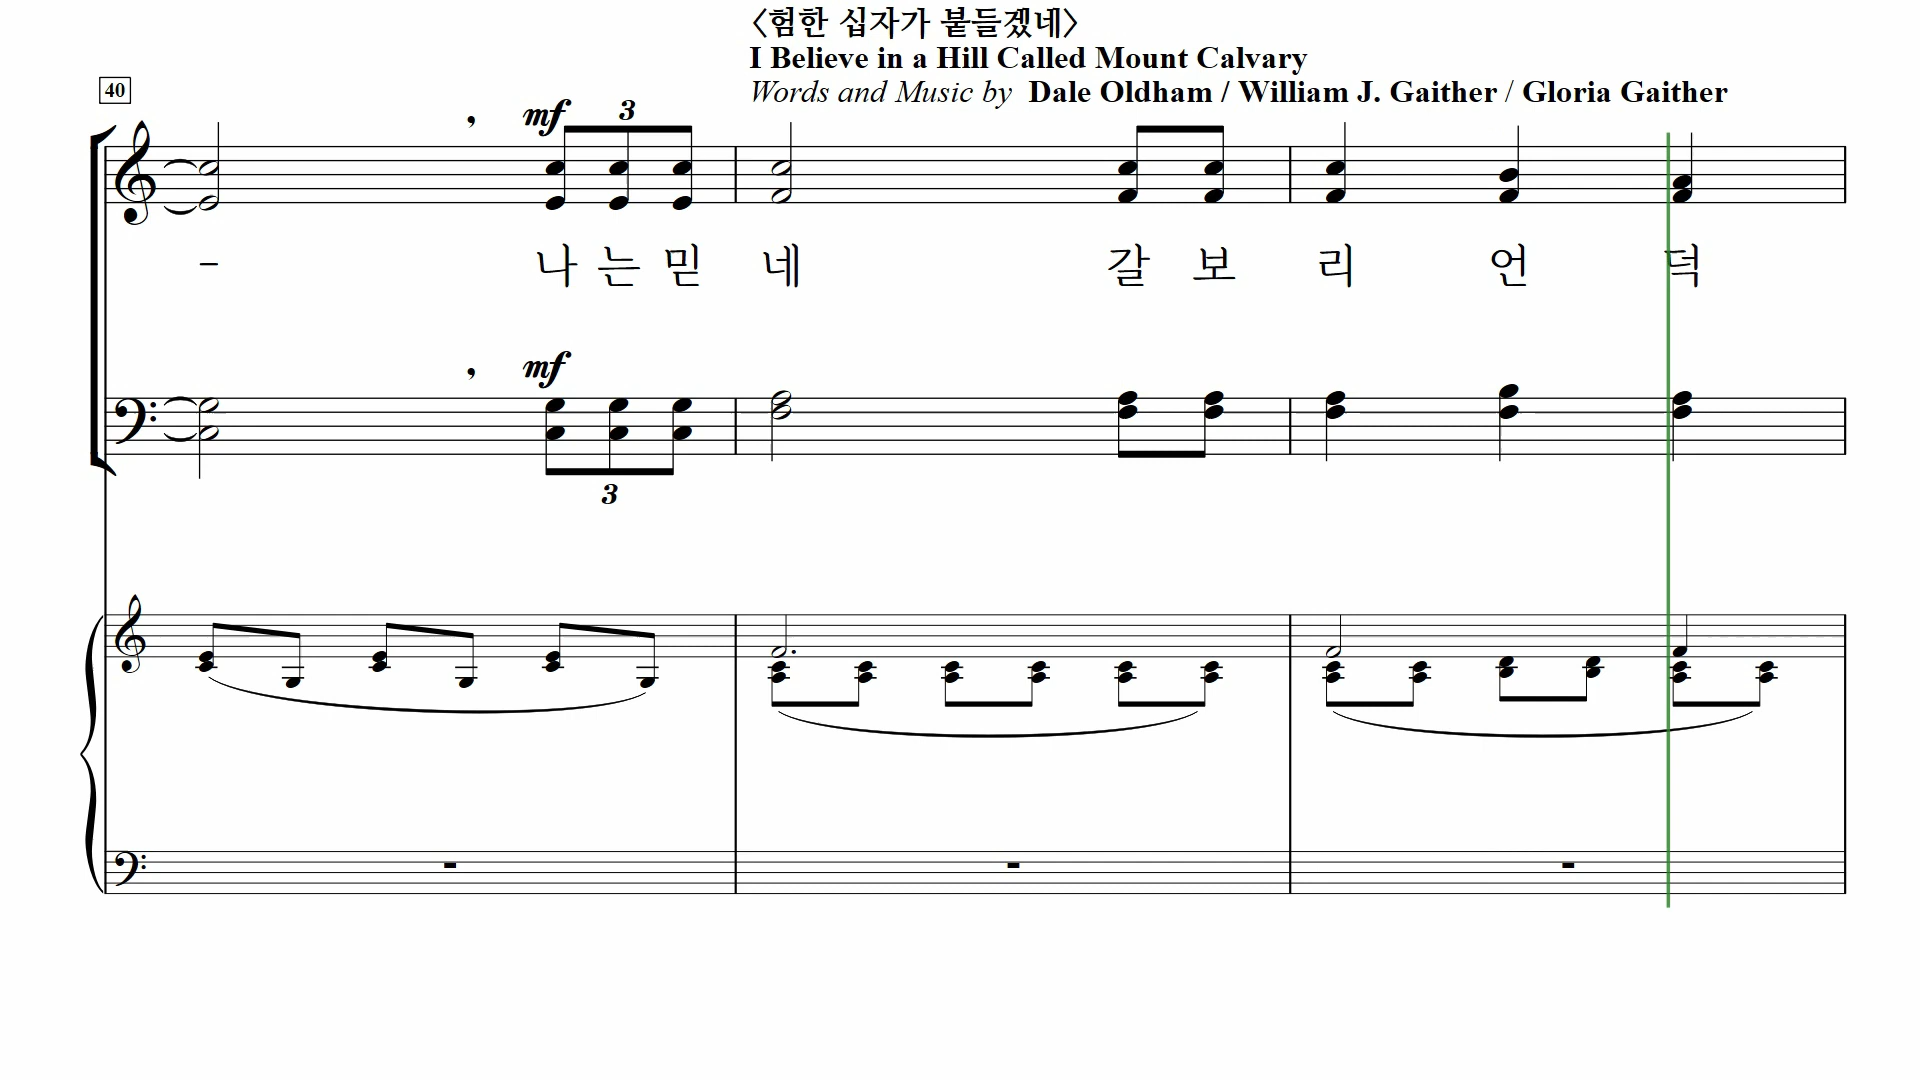 〈험한 십자가 붙들겠네〉
I Believe in a Hill Called Mount Calvary
Words and Music by Dale Oldham / William J. Gaither / Gloria Gaither
40
, mf 3
- 나 는 믿 네 갈 보 리 언 덕
, mf
3